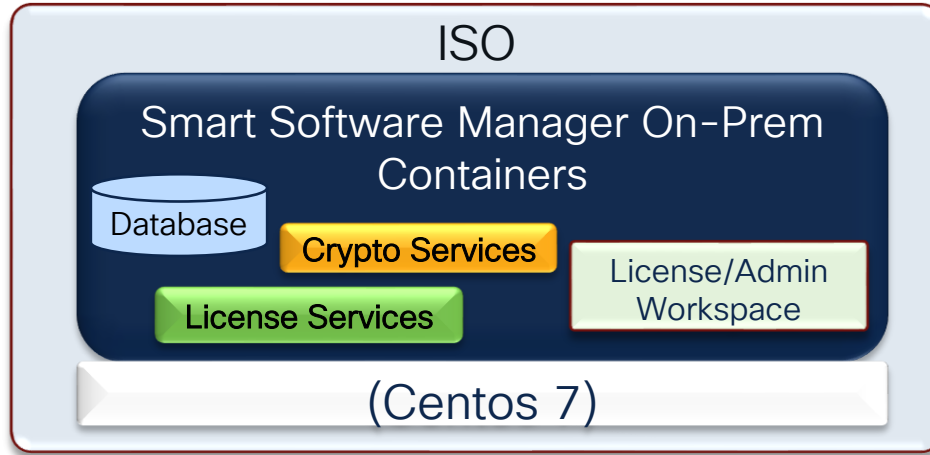 ISO
Smart Software Manager On-Prem
Containers
Database
Crypto Services
License/Admin
Workspace
License Services
(Centos 7)